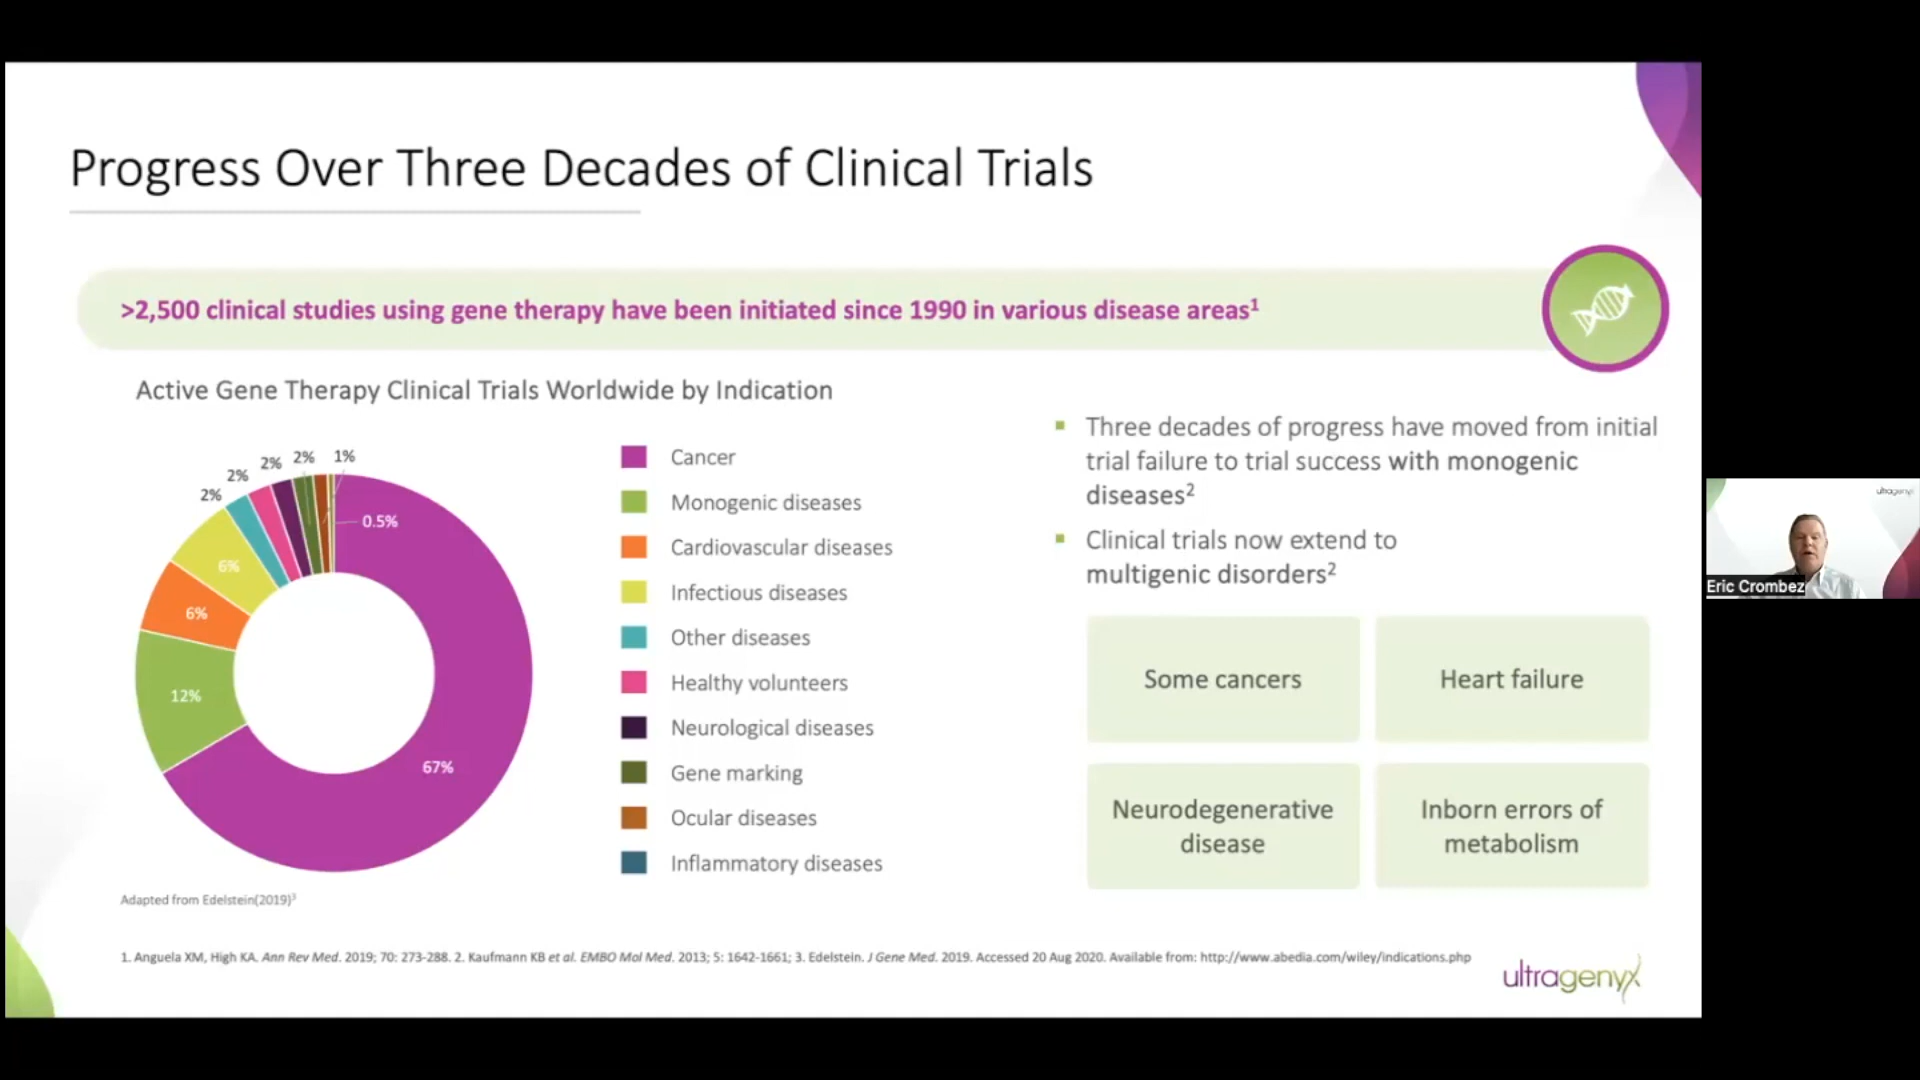 Progress Over Three Decades of Clinical Trials
>2,500 clinical studies using gene therapy have been initiated since 1990 in various disease areas¹
Active Gene Therapy Clinical Trials Worldwide by Indication
2%
2%
2%
2%
1%
0.5%
6%
6%
12%
67%
Cancer
Monogenic diseases
Cardiovascular diseases
Infectious diseases
Other diseases
Healthy volunteers
Neurological diseases
Gene marking
Ocular diseases
Inflammatory diseases
Adapted from Edelstein(2019)³
Three decades of progress have moved from initial
trial failure to trial success with monogenic
diseases²
Clinical trials now extend to
multigenic disorders²
Some cancers
Heart failure
Neurodegenerative
disease
Inborn errors of
metabolism
1. Anguela XM, High KA. Ann Rev Med. 2019; 70: 273-288. 2. Kaufmann KB et al. EMBO Mol Med. 2013; 5: 1642-1661; 3. Edelstein. J Gene Med. 2019. Accessed 20 Aug 2020. Available from: http://www.abedia.com/wiley/indications.php
ultragenyx
ultragenyx
Eric Crombez